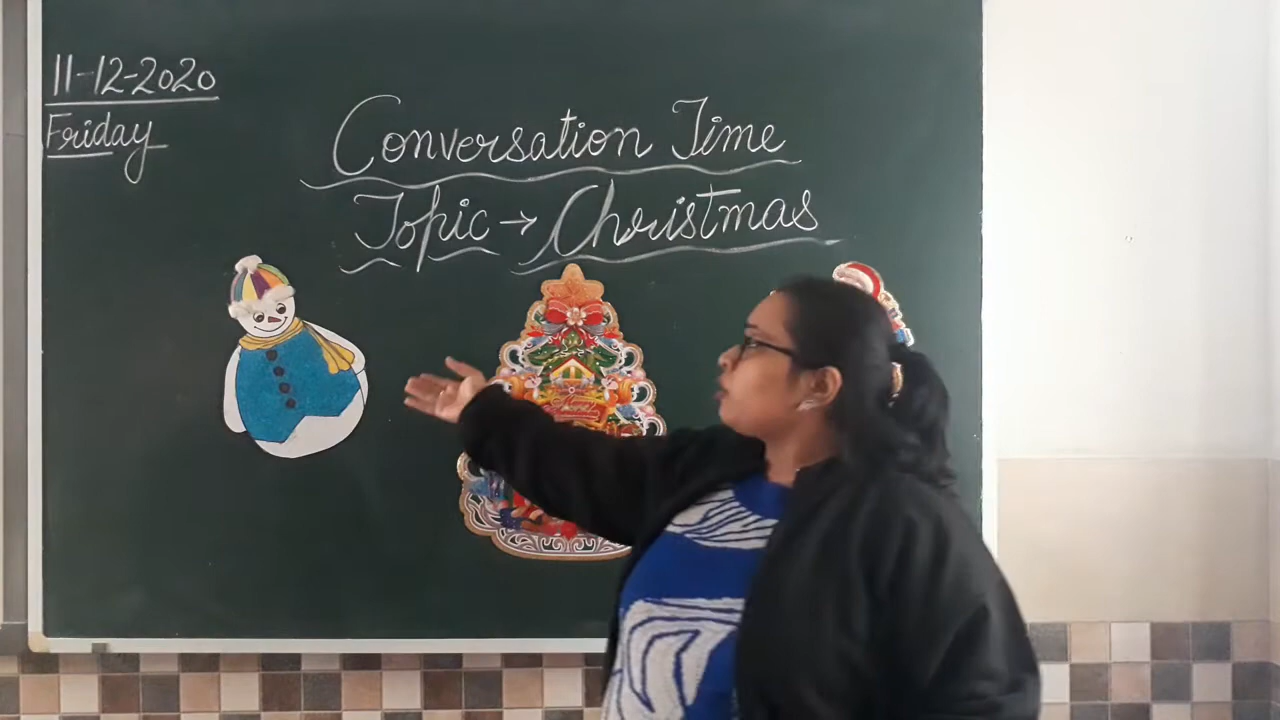 11-12-2020
Friday
Conversation Time
Topic → Christmas